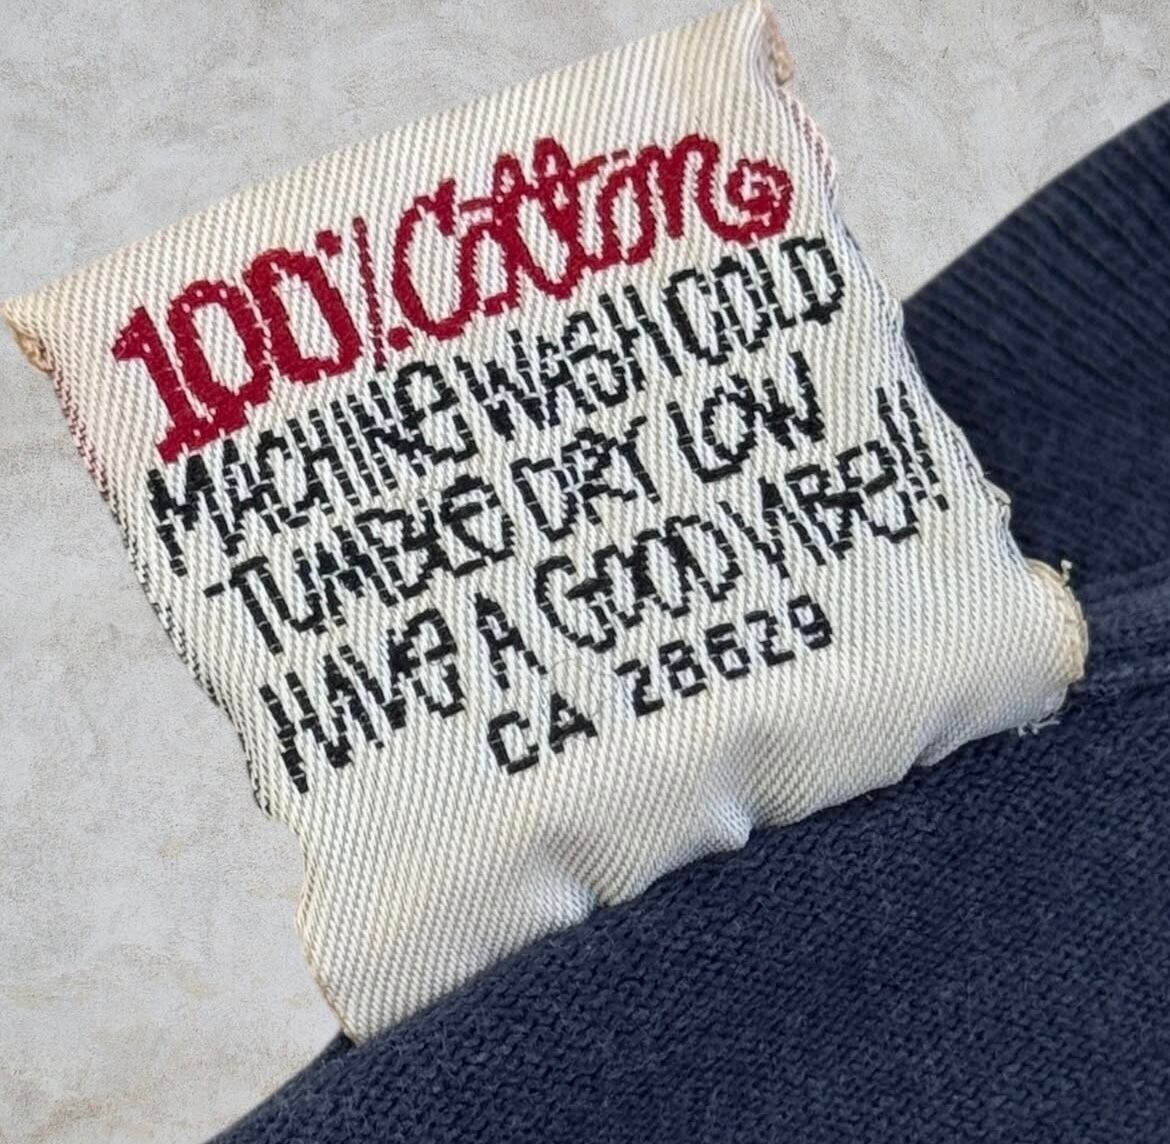 100% Cotton
MACHINe WASH COLD
TUMBLe DRY LOW
HAVe A GOOD VIBe!!
CA 28629